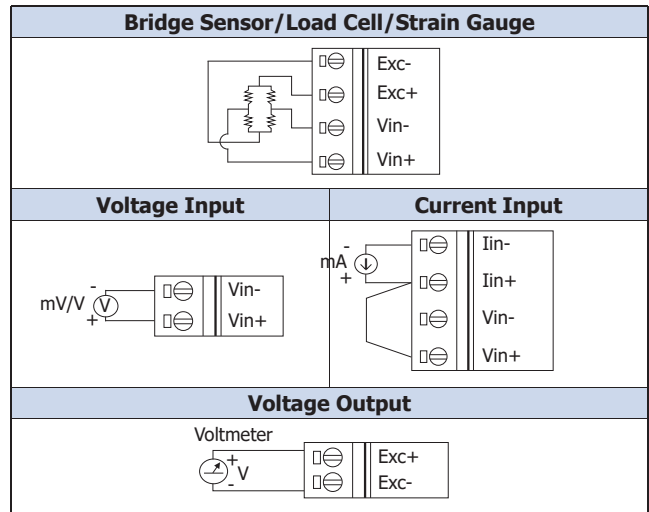 Bridge Sensor/Load Cell/Strain Gauge
Exc-
Exc+
Vin-
Vin+
Voltage Input
Current Input
mV/V
-
V
+
Vin-
Vin+
mA
-
+
Iin-
Iin+
Vin-
Vin+
Voltage Output
Voltmeter
+
V
-
Exc+
Exc-